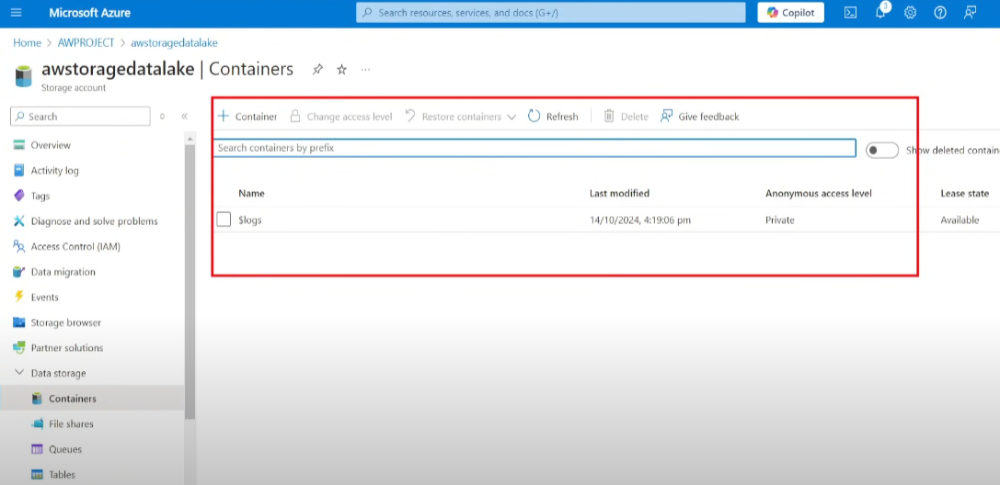 Microsoft Azure
Search resources, services, and docs (G+/)
Copilot
3
Home > AWPROJECT > awstoragedatalake
awstoragedatalake | Containers
Storage account
Search
Overview
Activity log
Tags
Diagnose and solve problems
Access Control (IAM)
Data migration
Events
Storage browser
Partner solutions
Data storage
Containers
File shares
Queues
Tables
Container Change access level Restore containers Refresh Delete Give feedback
Search containers by prefix
Show deleted contain
Name Last modified Anonymous access level Lease state
$logs 14/10/2024, 4:19:06 pm Private Available